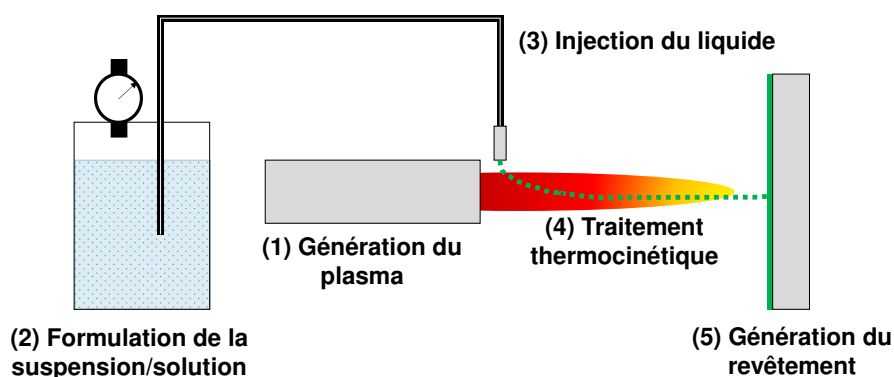 (3) Injection du liquide
(1) Génération du
plasma
(4) Traitement
thermocinétique
(2) Formulation de la
suspension/solution
(5) Génération du
revêtement